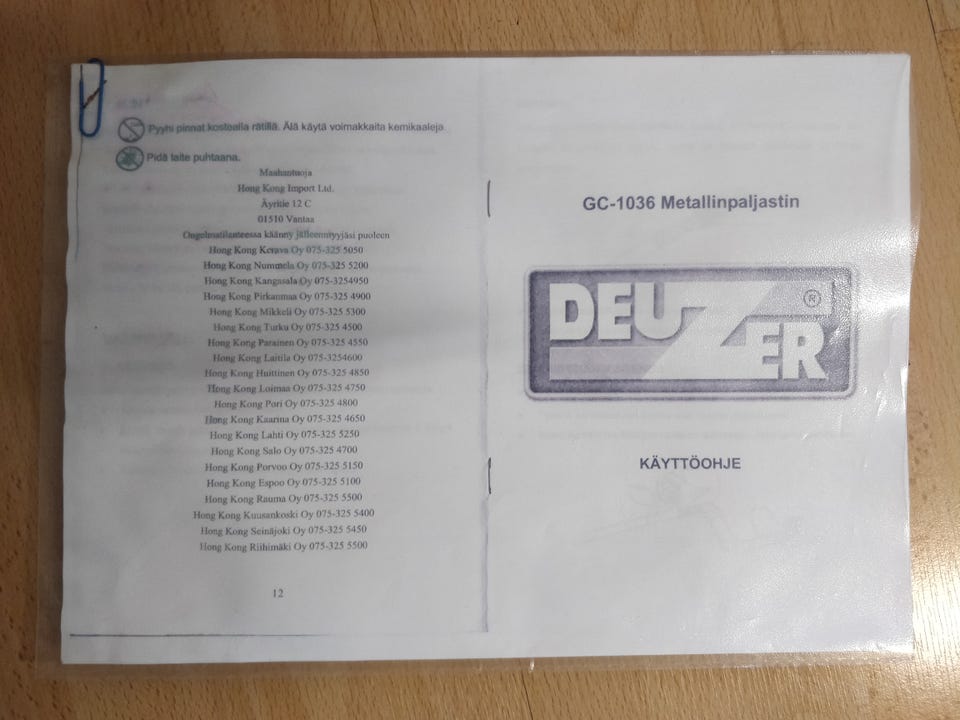 Pyyhi pinnat kostealla rätillä. Älä käytä voimakkaita kemikaaleja.
Pidä laite puhtaana.
Maahantuoja
Hong Kong Import Ltd.
Äyritie 12 C
01510 Vantaa
Ongelmatilanteessa käänny jälleenmyyjäsi puoleen
Hong Kong Kerava Oy 075-325 5050
Hong Kong Nummela Oy 075-325 5200
Hong Kong Kangasala Oy 075-3254950
Hong Kong Pirkanmaa Oy 075-325 4900
Hong Kong Mikkeli Oy 075-325 5300
Hong Kong Turku Oy 075-325 4500
Hong Kong Parainen Oy 075-325 4550
Hong Kong Laitila Oy 075-3254600
Hong Kong Huittinen Oy 075-325 4850
Hong Kong Loimaa Oy 075-325 4750
Hong Kong Pori Oy 075-325 4800
Hong Kong Kaarina Oy 075-325 4650
Hong Kong Lahti Oy 075-325 5250
Hong Kong Salo Oy 075-325 4700
Hong Kong Porvoo Oy 075-325 5150
Hong Kong Espoo Oy 075-325 5100
Hong Kong Rauma Oy 075-325 5500
Hong Kong Kuusankoski Oy 075-325 5400
Hong Kong Seinäjoki Oy 075-325 5450
Hong Kong Riihimäki Oy 075-325 5500
12
GC-1036 Metallinpaljastin
DEUZER ®
KÄYTTÖOHJE